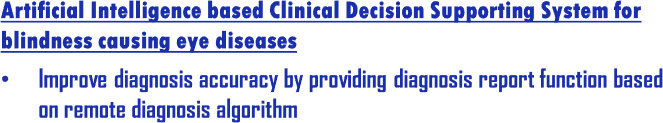 Artificial Intelligence based Clinical Decision Supporting System for
blindness causing eye diseases
• Improve diagnosis accuracy by providing diagnosis report function based
on remote diagnosis algorithm